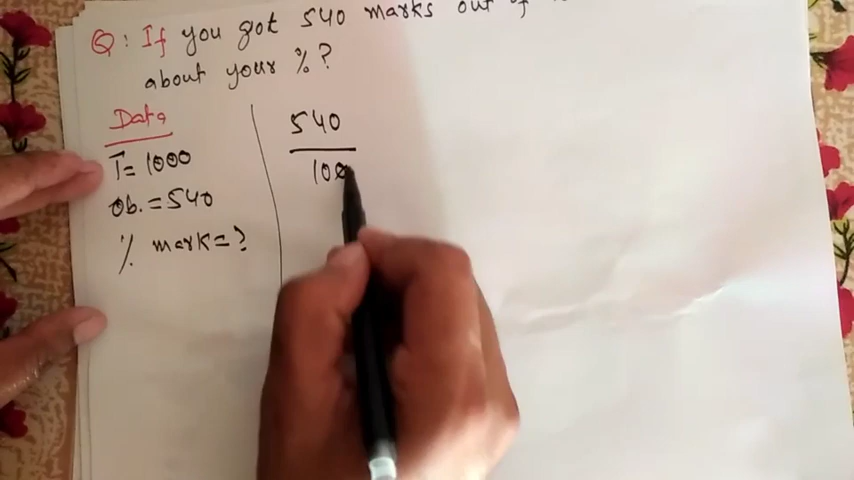 Q: If you got 540 marks out of
about your %?
Data
T= 1000
Ob. = 540
% mark=?
540
100